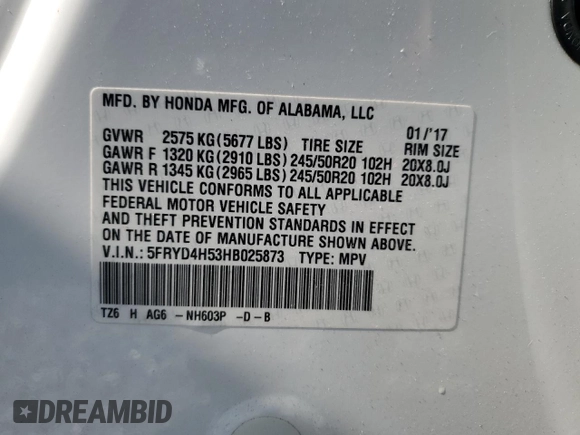 MFD. BY HONDA MFG. OF ALABAMA, LLC
01/'17
GVWR 2575 KG(5677 LBS) TIRE SIZE RIM SIZE
GAWR F 1320 KG(2910 LBS)245/50R20 102H 20X8.0J
GAWR R 1345 KG(2965 LBS)245/50R20 102H 20X8.0J
THIS VEHICLE CONFORMS TO ALL APPLICABLE
FEDERAL MOTOR VEHICLE SAFETY
AND THEFT PREVENTION STANDARDS IN EFFECT
ON THE DATE OF MANUFACTURE SHOWN ABOVE.
V.I.N.: 5FRYD4H53HB025873 TYPE: MPV
TZ6 H AG6 -NH603P -D-B
DREAMBID